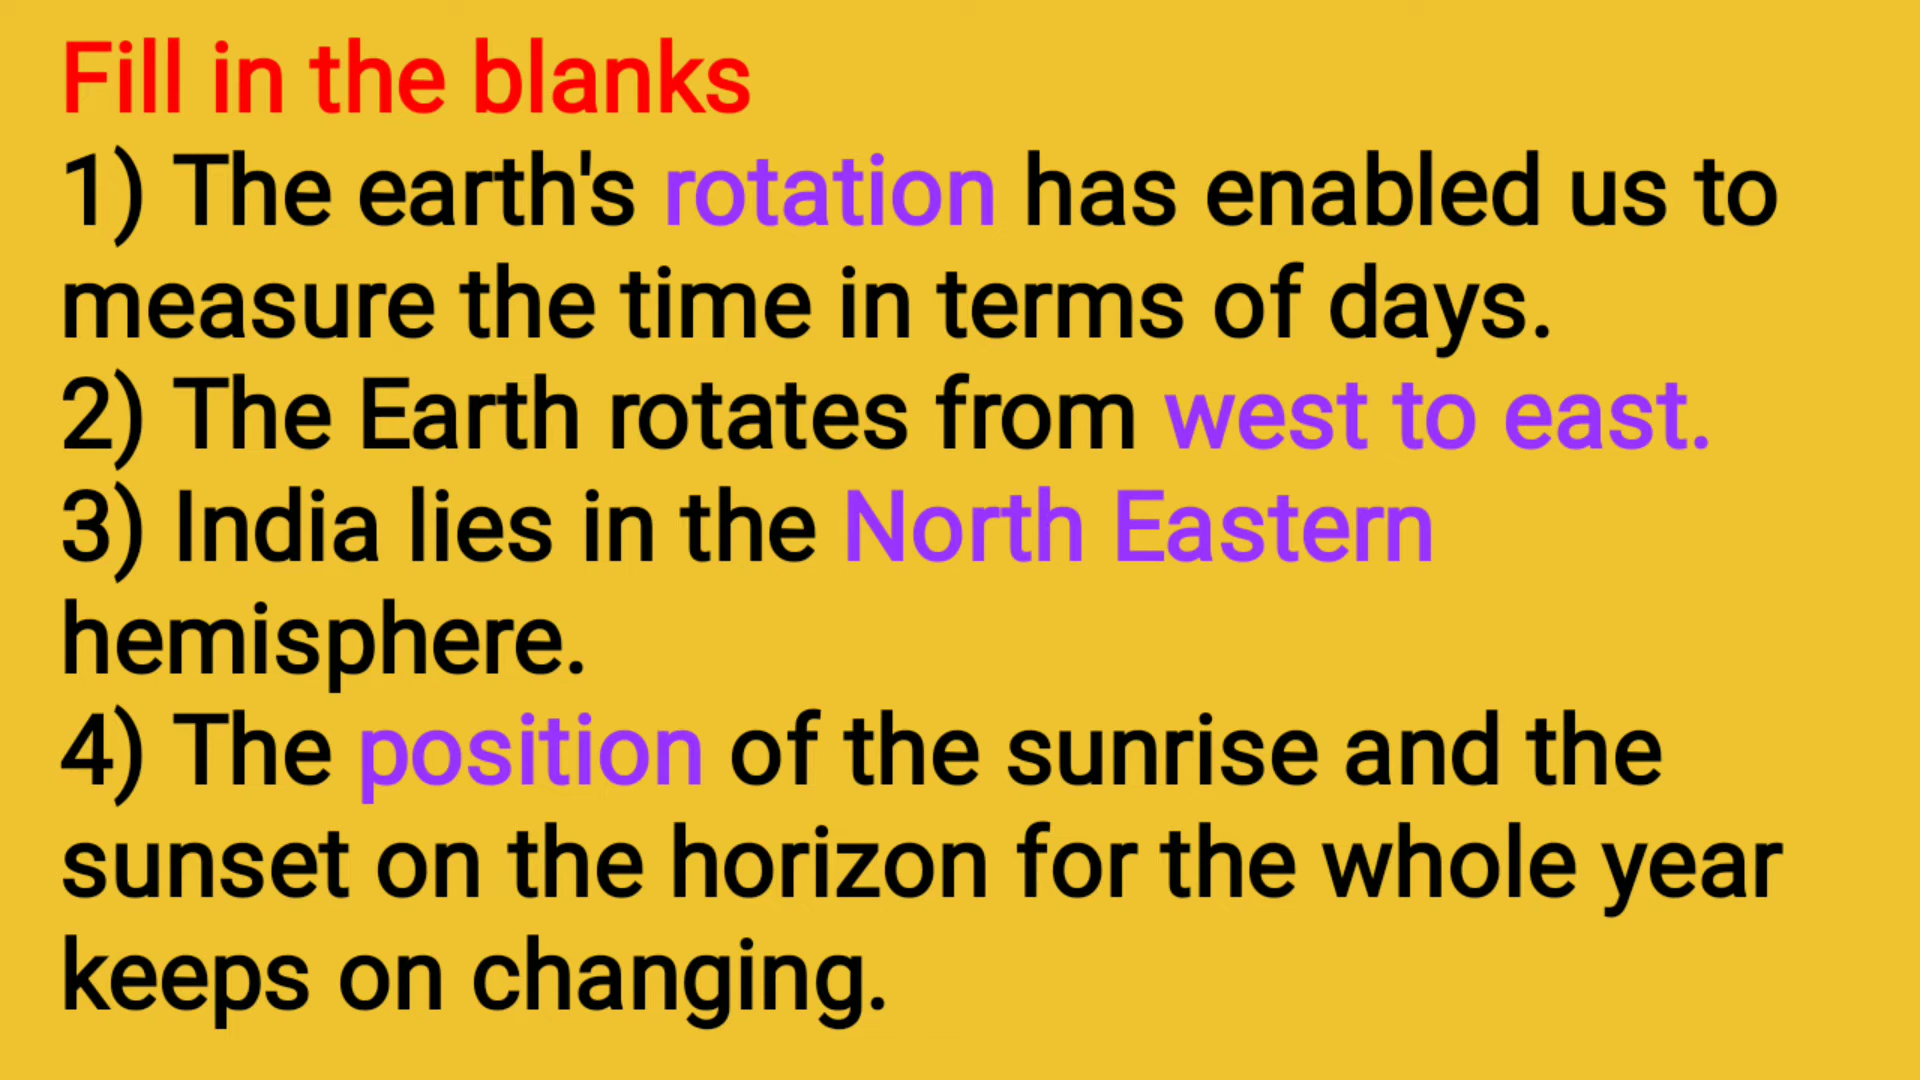 Fill in the blanks
1) The earth's rotation has enabled us to
measure the time in terms of days.
2) The Earth rotates from west to east.
3) India lies in the North Eastern
hemisphere.
4) The position of the sunrise and the
sunset on the horizon for the whole year
keeps on changing.